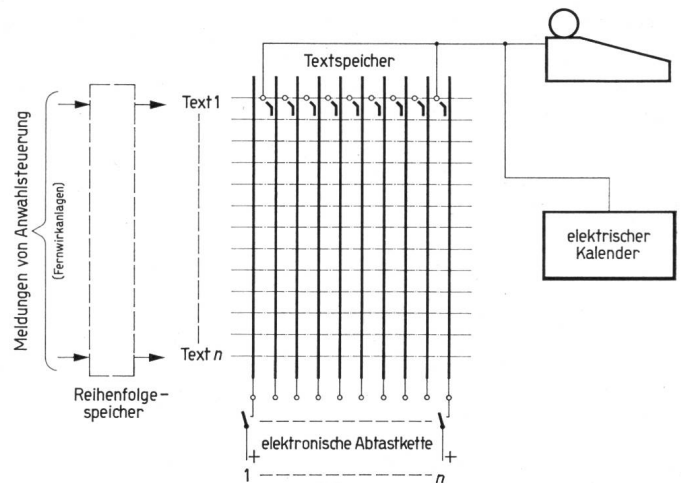 Textspeicher
Meldungen von Anwahlsteuerung
(Fernwirkanlagen)
Text 1
Text n
Reihenfolge-
speicher
elektrischer
Kalender
elektronische Abtastkette
+ +
1 n